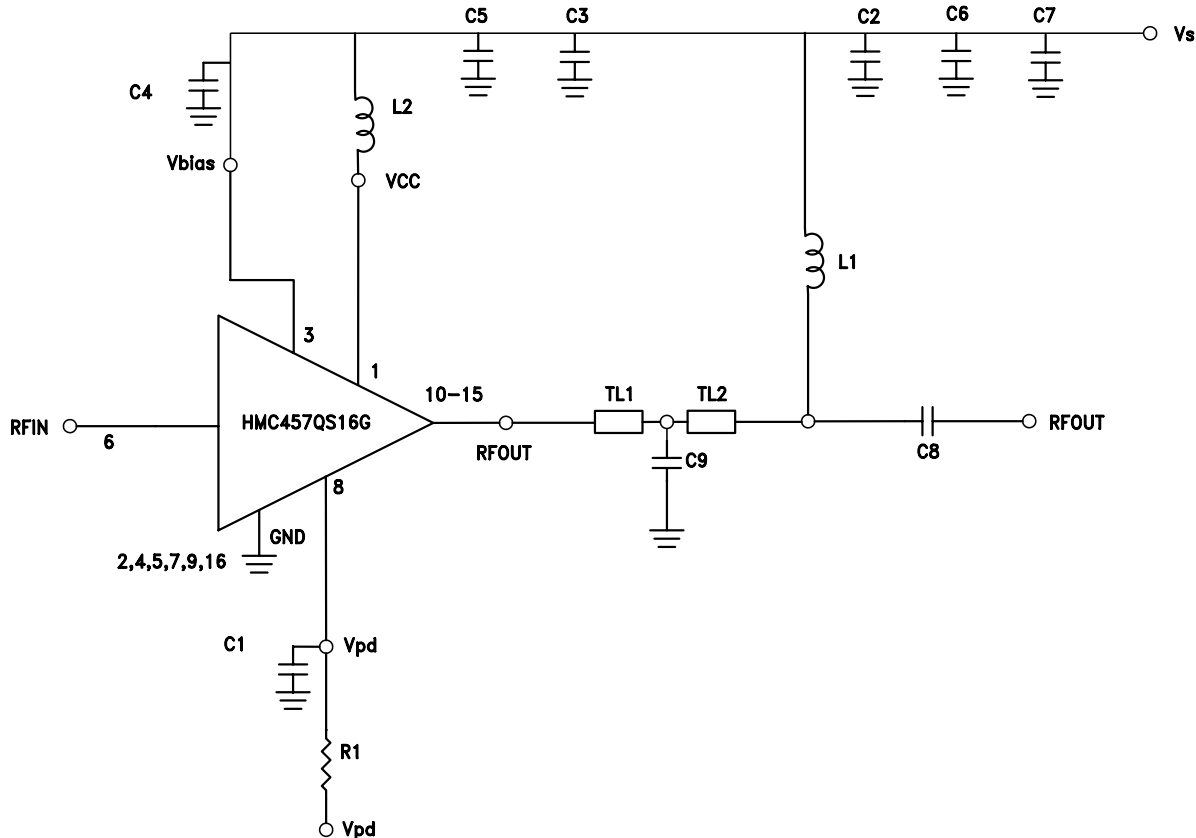 C5
C3
C2
C6
C7
Vs
C4
L2
Vbias
VCC
L1
3
1
10-15
TL1
TL2
HMC457QS16G
RFIN
6
RFOUT
C9
C8
RFOUT
8
GND
2,4,5,7,9,16
C1
Vpd
R1
Vpd